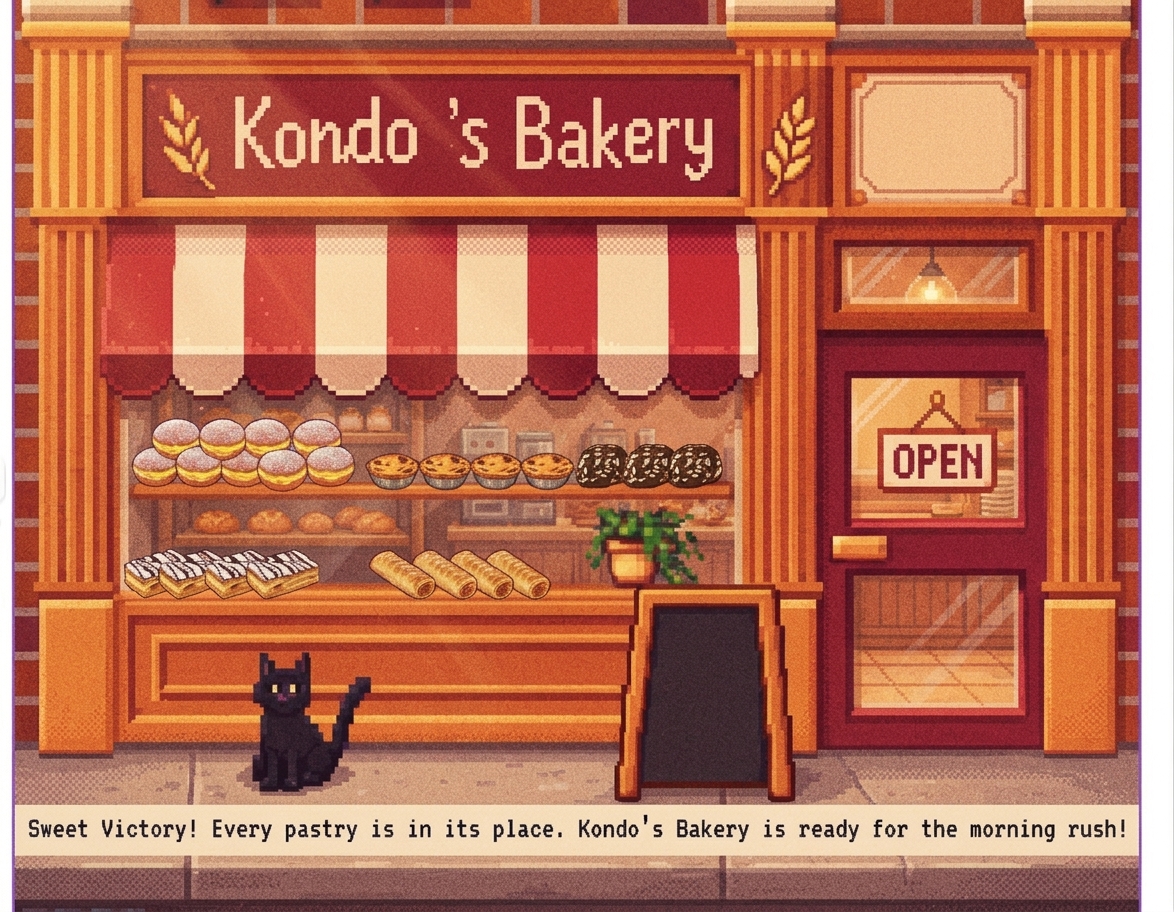 Kondo 's Bakery
OPEN
Sweet Victory! Every pastry is in its place. Kondo's Bakery is ready for the morning rush!